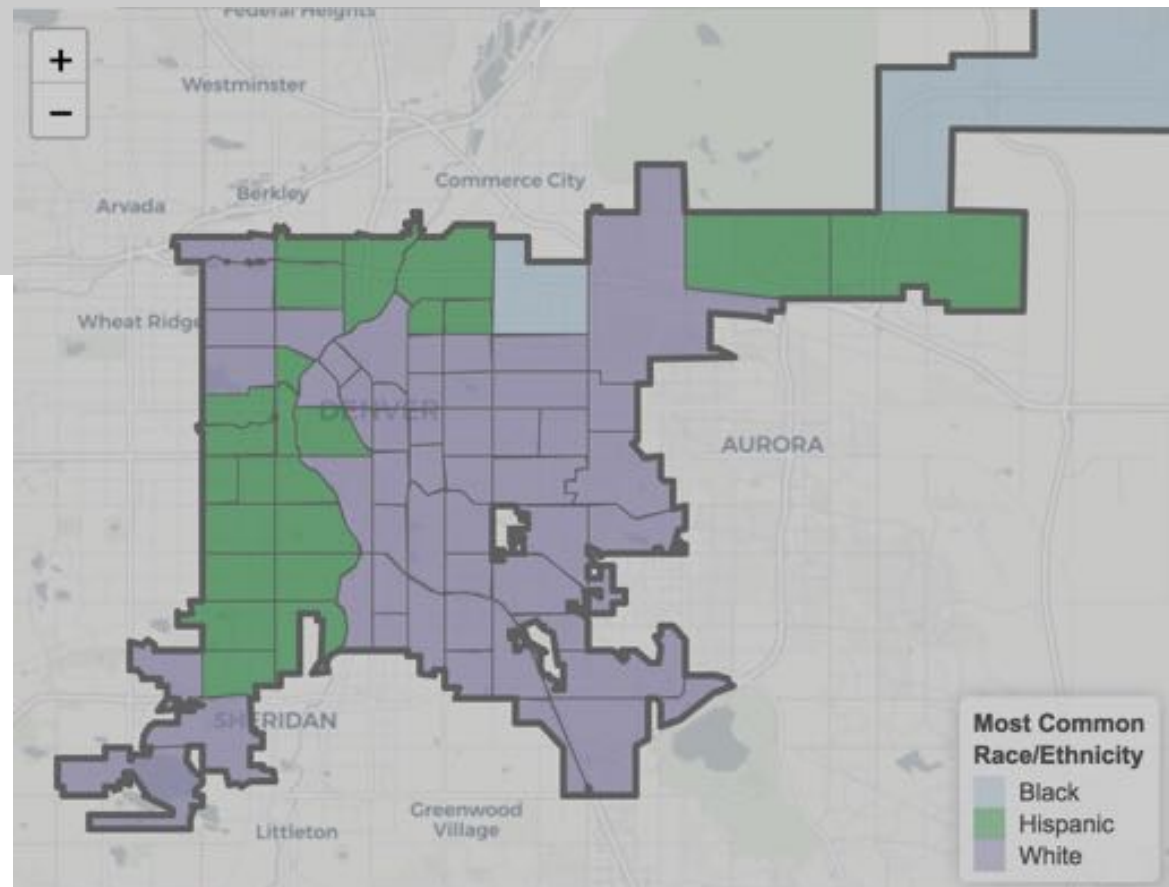 Federal Heights
+
Westminster
−
Commerce City
Berkley
Arvada
Wheat Ridge
DENVER
AURORA
SHERIDAN
Most Common
Race/Ethnicity
Black
Hispanic
White
Greenwood
Village
Littleton